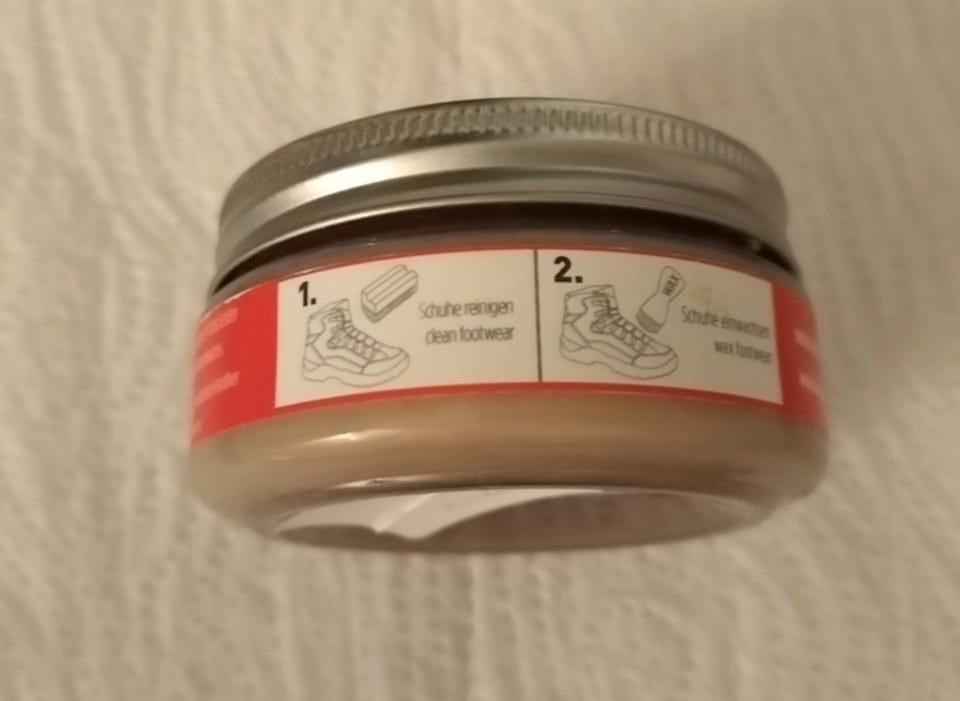 1.
Schuhe reinigen
clean footwear
2.
WAX
Schuhe einwachsen
wax footwear